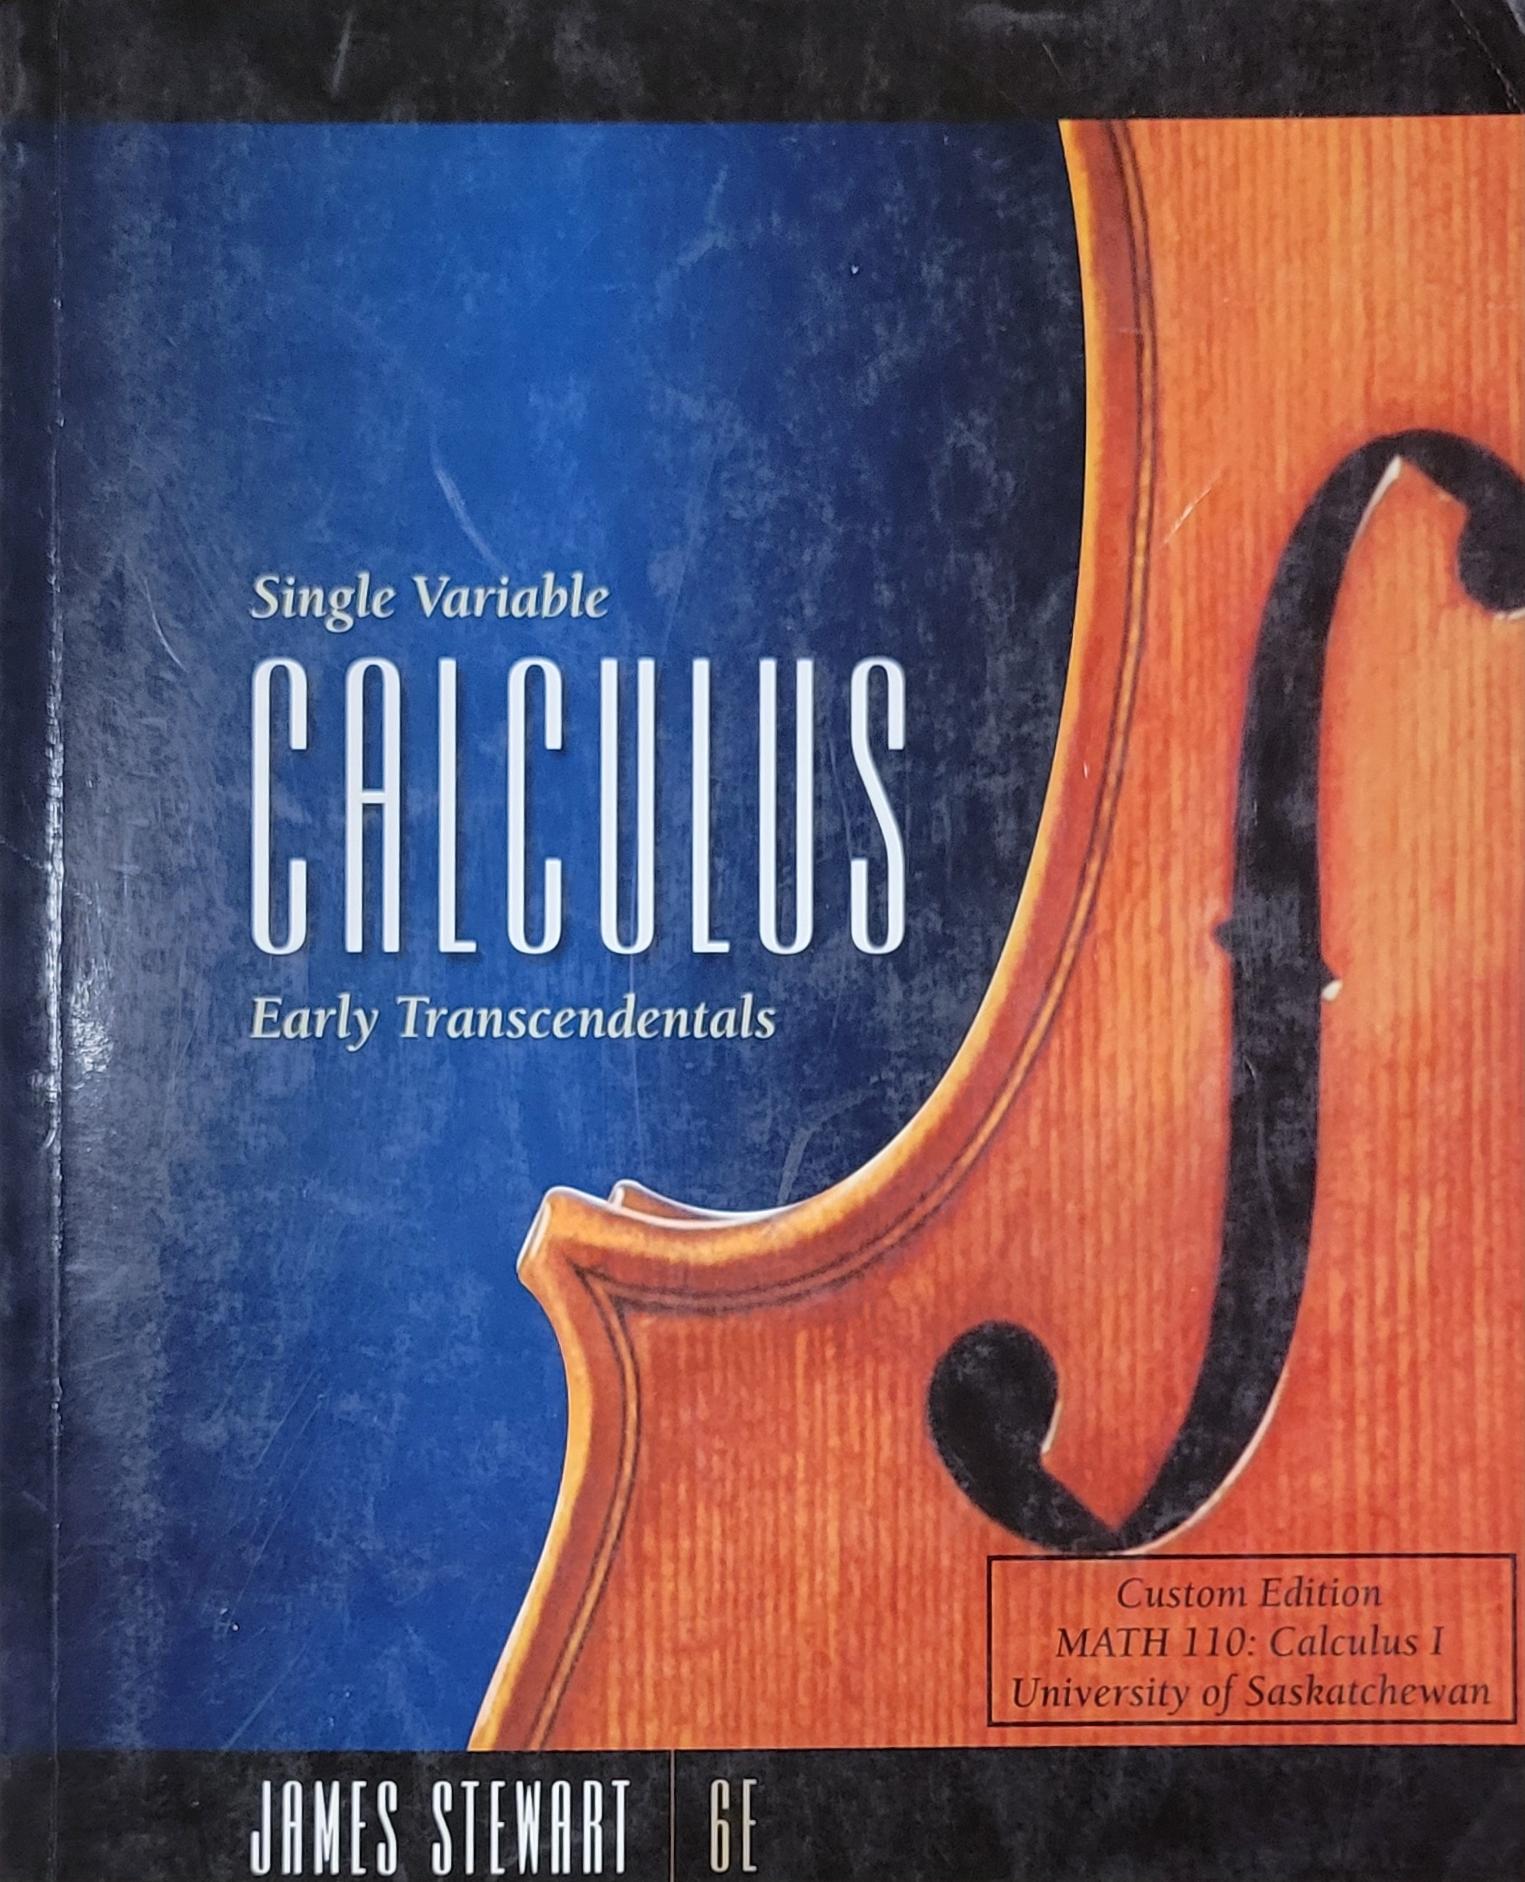 Single Variable
CALCULUS
Early Transcendentals
Custom Edition
MATH 110: Calculus I
University of Saskatchewan
JAMES STEWART 6E